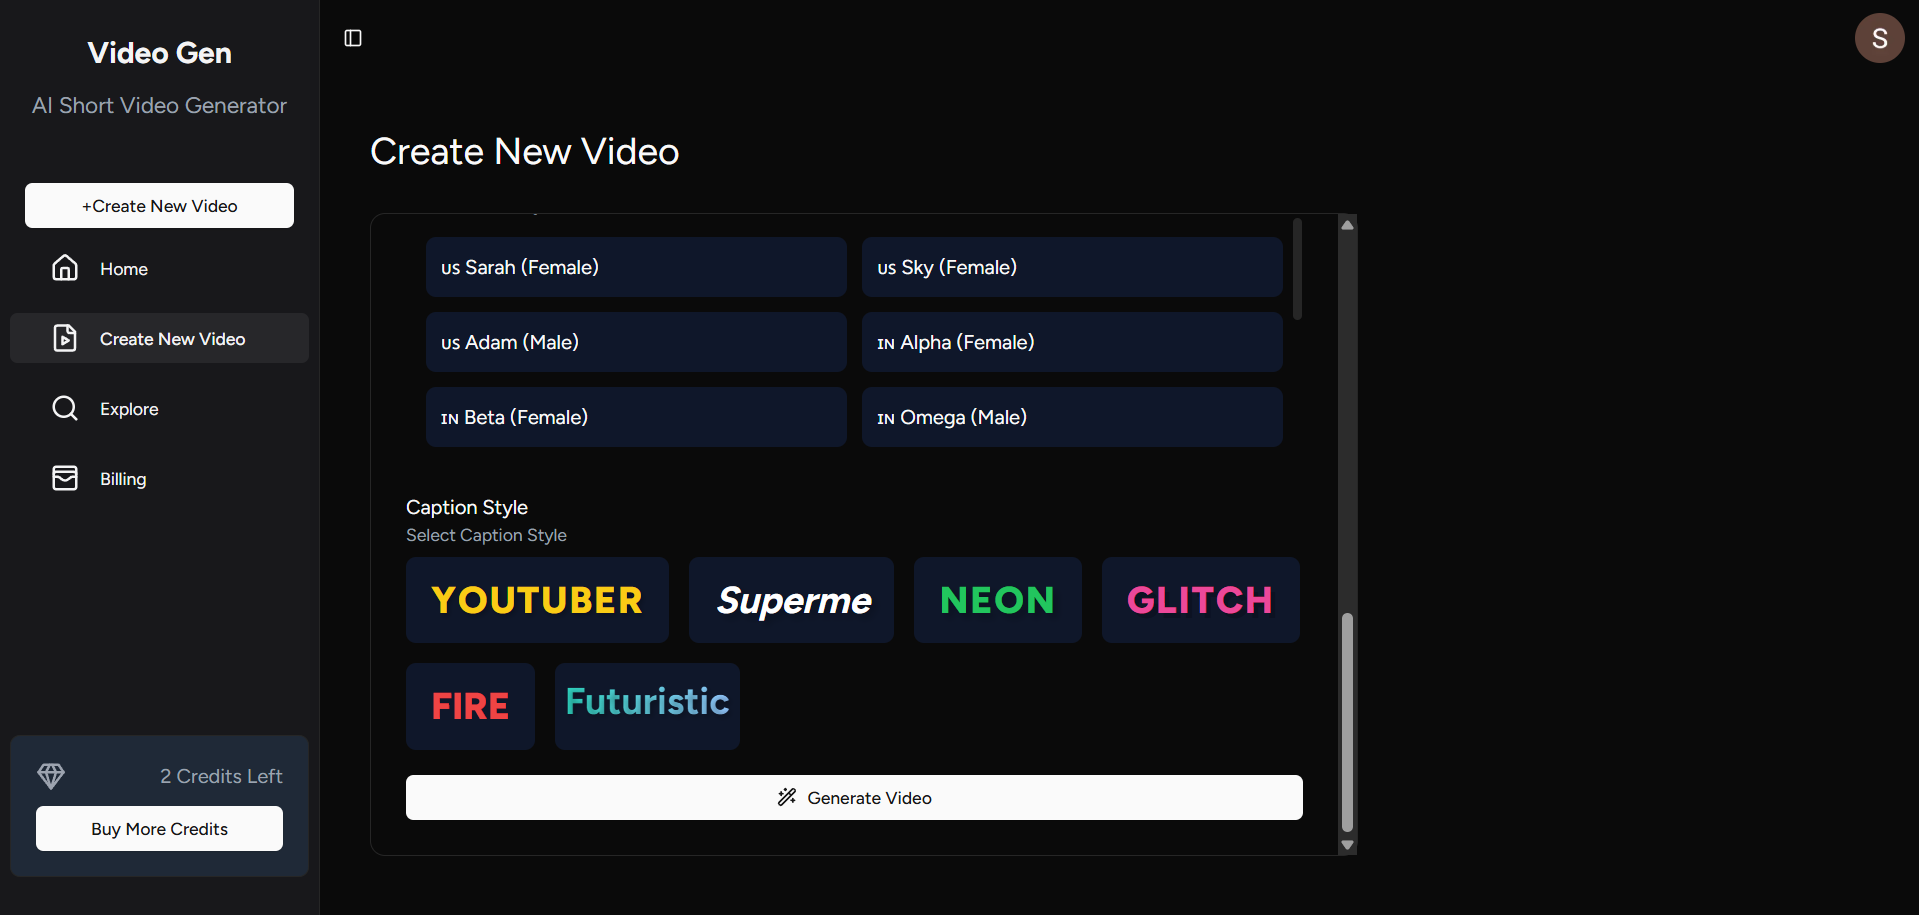 Video Gen
AI Short Video Generator
+Create New Video
Home
Create New Video
Explore
Billing
2 Credits Left
Buy More Credits
S
Create New Video
US Sarah (Female)
US Sky (Female)
US Adam (Male)
IN Alpha (Female)
IN Beta (Female)
IN Omega (Male)
Caption Style
Select Caption Style
YOUTUBER
Superme
NEON
GLITCH
FIRE
Futuristic
Generate Video